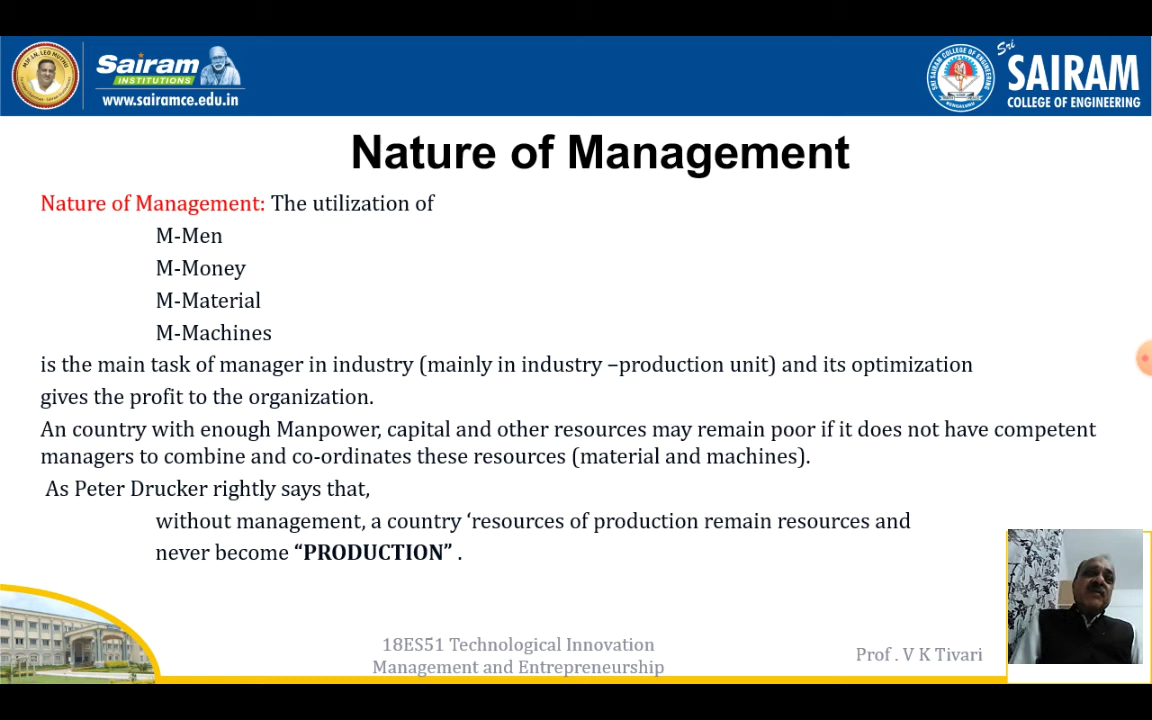 Sairam
INSTITUTIONS
www.sairamce.edu.in
Sri
SAIRAM
COLLEGE OF ENGINEERING
Nature of Management
Nature of Management: The utilization of
M-Men
M-Money
M-Material
M-Machines
is the main task of manager in industry (mainly in industry –production unit) and its optimization
gives the profit to the organization.
An country with enough Manpower, capital and other resources may remain poor if it does not have competent
managers to combine and co-ordinates these resources (material and machines).
As Peter Drucker rightly says that,
without management, a country ‘resources of production remain resources and
never become “PRODUCTION” .
18ES51 Technological Innovation
Management and Entrepreneurship
Prof . V K Tivari